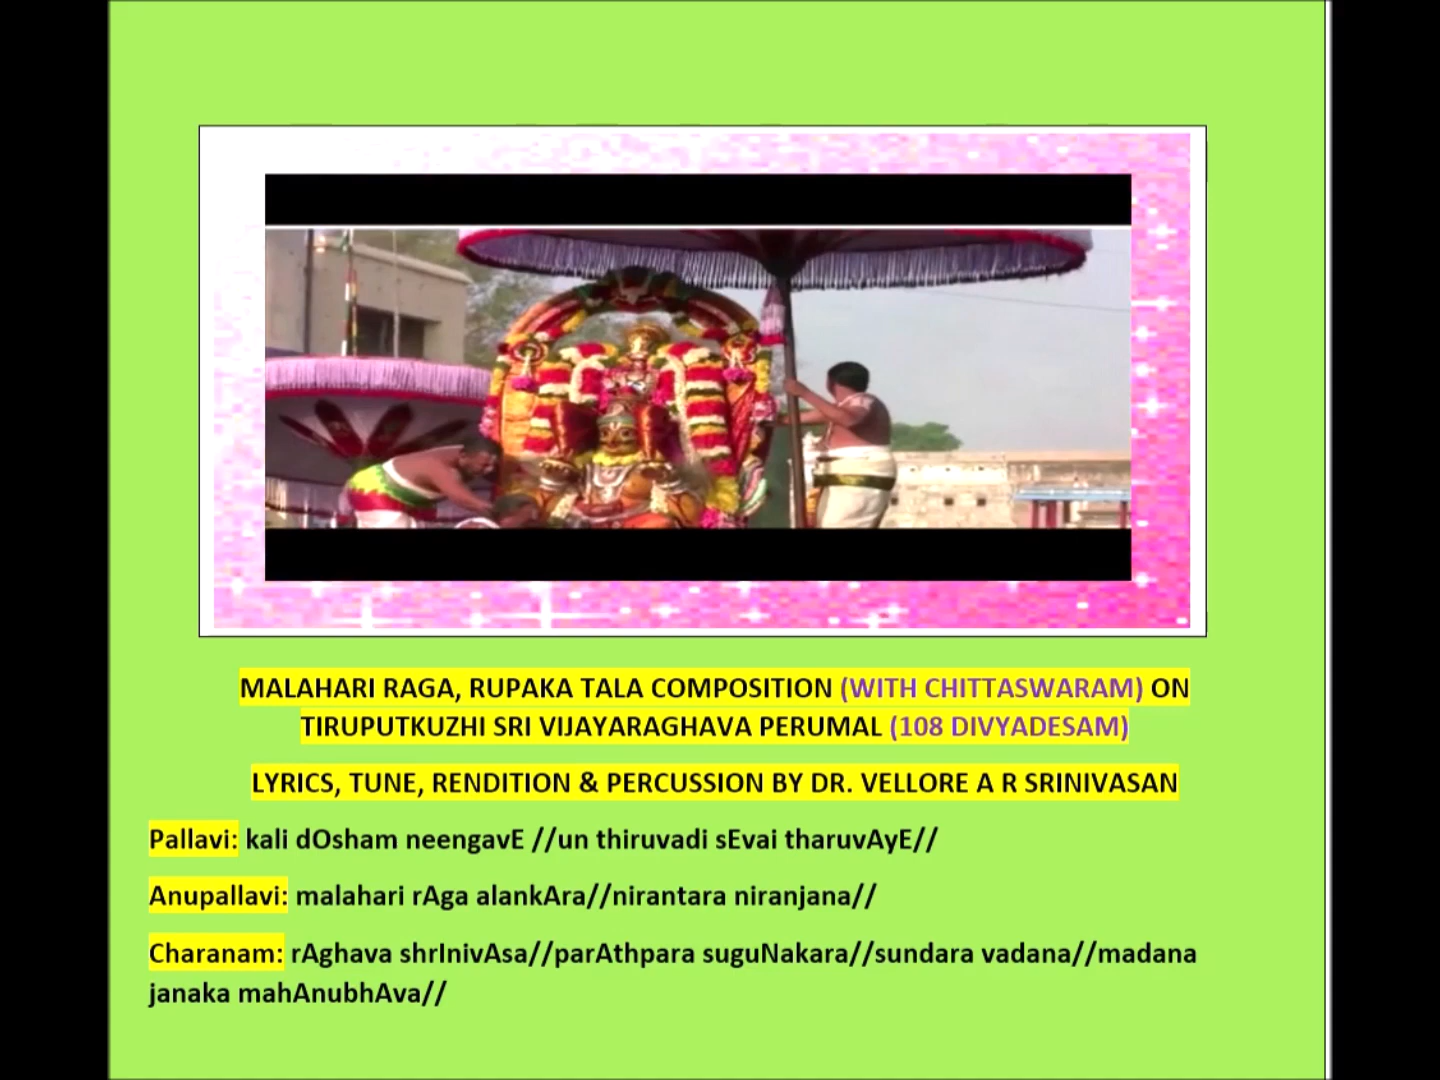 MALAHARI RAGA, RUPAKA TALA COMPOSITION (WITH CHITTASWARAM) ON
TIRUPUTKUZHI SRI VIJAYARAGHAVA PERUMAL (108 DIVYADESAM)
LYRICS, TUNE, RENDITION & PERCUSSION BY DR. VELLORE A R SRINIVASAN
Pallavi: kali dOsham neengavE //un thiruvadi sEvai tharuvAyE//
Anupallavi: malahari rAga alankAra//nirantara niranjana//
Charanam: rAghava shrInivAsa//parAthpara suguNakara//sundara vadana//madana
janaka mahAnubhAva//